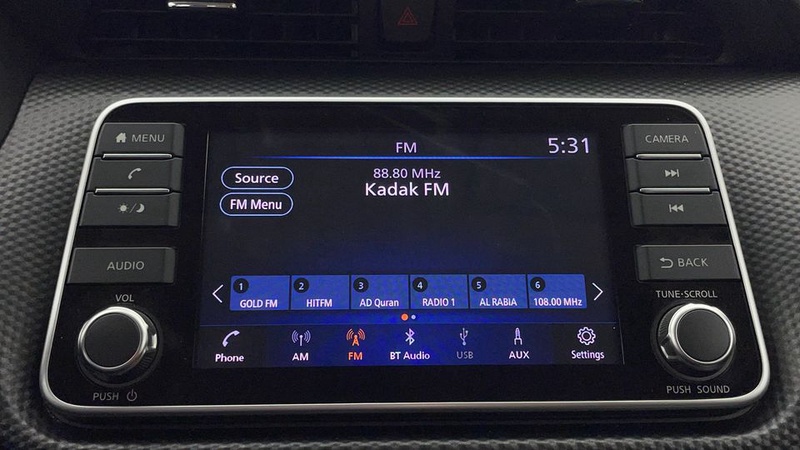 MENU
AUDIO
VOL
PUSH
FM
5:31
Source
88.80 MHz
Kadak FM
FM Menu
1
GOLD FM
2
HITFM
3
AD Quran
4
RADIO 1
5
AL RABIA
6
108.00 MHz
Phone
AM
FM
BT Audio
USB
AUX
Settings
CAMERA
BACK
TUNE•SCROLL
PUSH SOUND